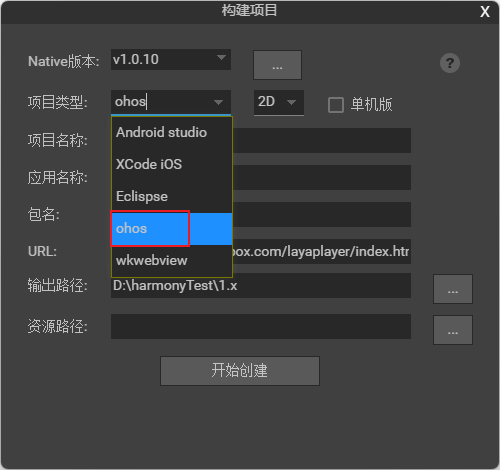 构建项目 X
Native版本: v1.0.10 ... ?
项目类型: ohos 2D 单机版
Android studio
项目名称:
XCode iOS
应用名称:
Eclispse
包名:
ohos
URL: box.com/layaplayer/index.htr
wkwebview
输出路径: D:\harmonyTest\1.x ...
资源路径: ...
开始创建